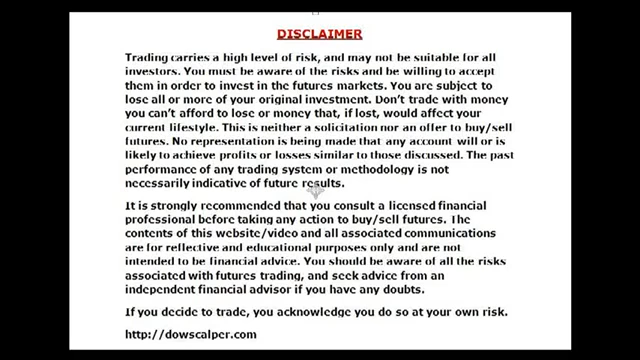 DISCLAIMER
Trading carries a high level of risk, and may not be suitable for all
investors. You must be aware of the risks and be willing to accept
them in order to invest in the futures markets. You are subject to
lose all or more of your original investment. Don't trade with money
you can't afford to lose or money that, if lost, would affect your
current lifestyle. This is neither a solicitation nor an offer to buy/sell
futures. No representation is being made that any account will or is
likely to achieve profits or losses similar to those discussed. The past
performance of any trading system or methodology is not
necessarily indicative of future results.
It is strongly recommended that you consult a licensed financial
professional before taking any action to buy/sell futures. The
contents of this website/video and all associated communications
are for reflective and educational purposes only and are not
intended to be financial advice. You should be aware of all the risks
associated with futures trading, and seek advice from an
independent financial advisor if you have any doubts.
If you decide to trade, you acknowledge you do so at your own risk.
http://dowscalper.com